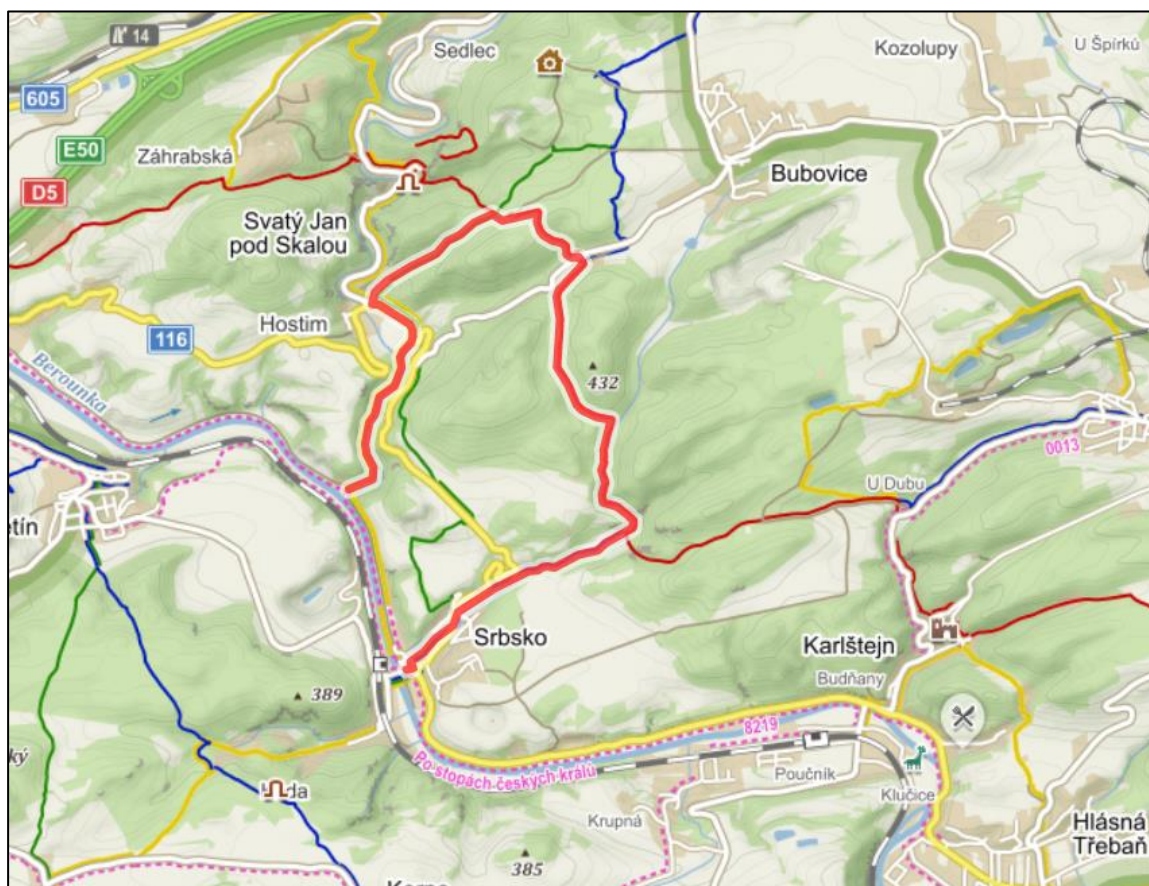 14
Sedlec
Kozolupy
U Špírků
605
E50
Záhrabská
D5
Bubovice
Svatý Jan
pod Skalou
Hostim
116
Berounka
432
0013
U Dubu
etín
Srbsko
Karlštejn
389
Budňany
8219
Po stopách českých králů
Poučník
Klučice
ký
Krupná
Hlásná
Třebaň
385